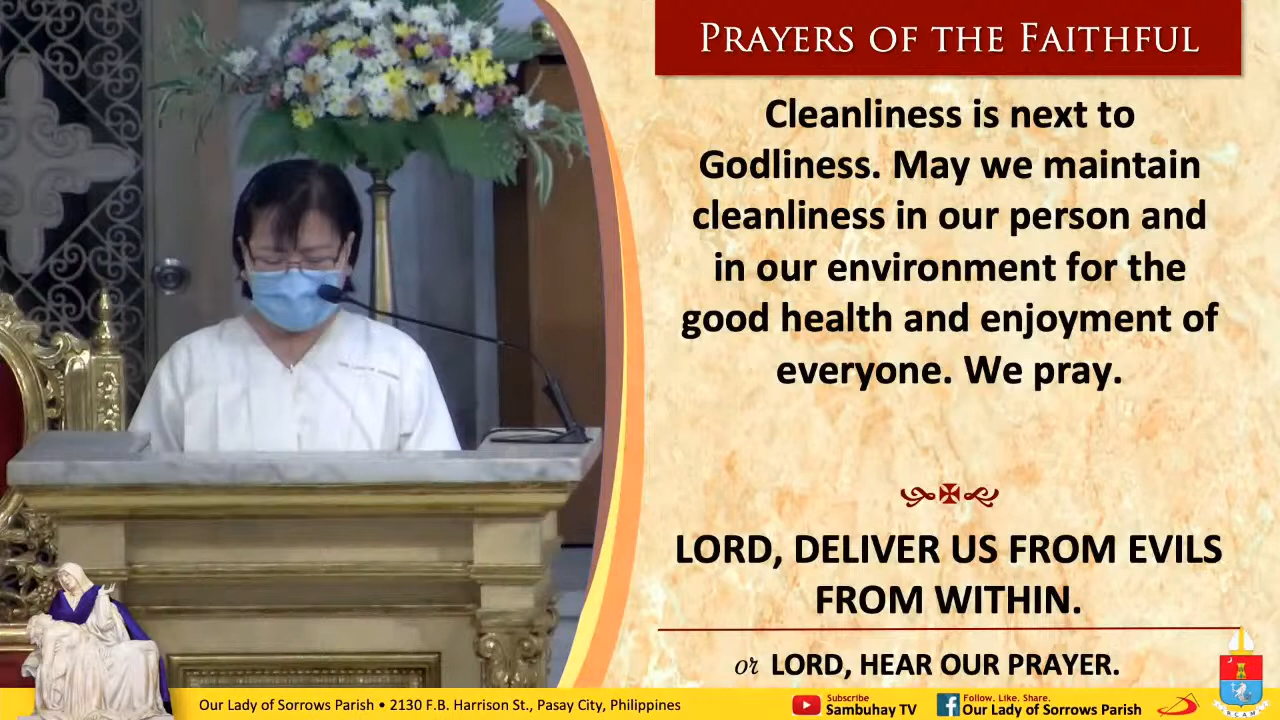 PRAYERS OF THE FAITHFUL
Cleanliness is next to
Godliness. May we maintain
cleanliness in our person and
in our environment for the
good health and enjoyment of
everyone. We pray.
LORD, DELIVER US FROM EVILS
FROM WITHIN.
or LORD, HEAR OUR PRAYER.
Our Lady of Sorrows Parish • 2130 F.B. Harrison St., Pasay City, Philippines
Subscribe
Sambuhay TV
Follow. Like. Share.
Our Lady of Sorrows Parish
RCAM